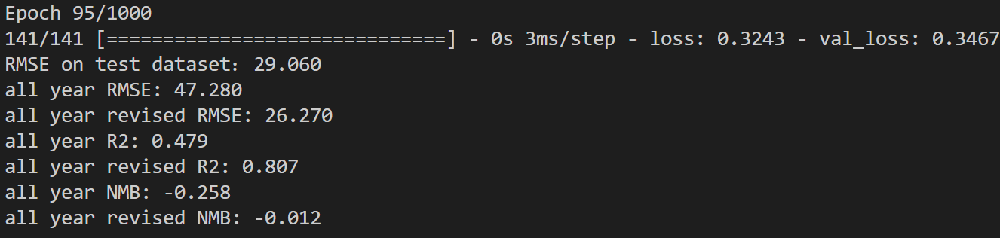 Epoch 95/1000
141/141 [==============================] - 0s 3ms/step - loss: 0.3243 - val_loss: 0.3467
RMSE on test dataset: 29.060
all year RMSE: 47.280
all year revised RMSE: 26.270
all year R2: 0.479
all year revised R2: 0.807
all year NMB: -0.258
all year revised NMB: -0.012